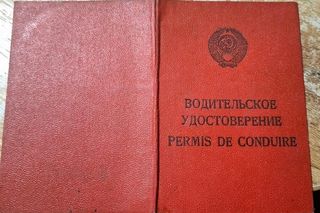 ВОДИТЕЛЬСКОЕ
УДОСТОВЕРЕНИЕ
PERMIS DE CONDUIRE